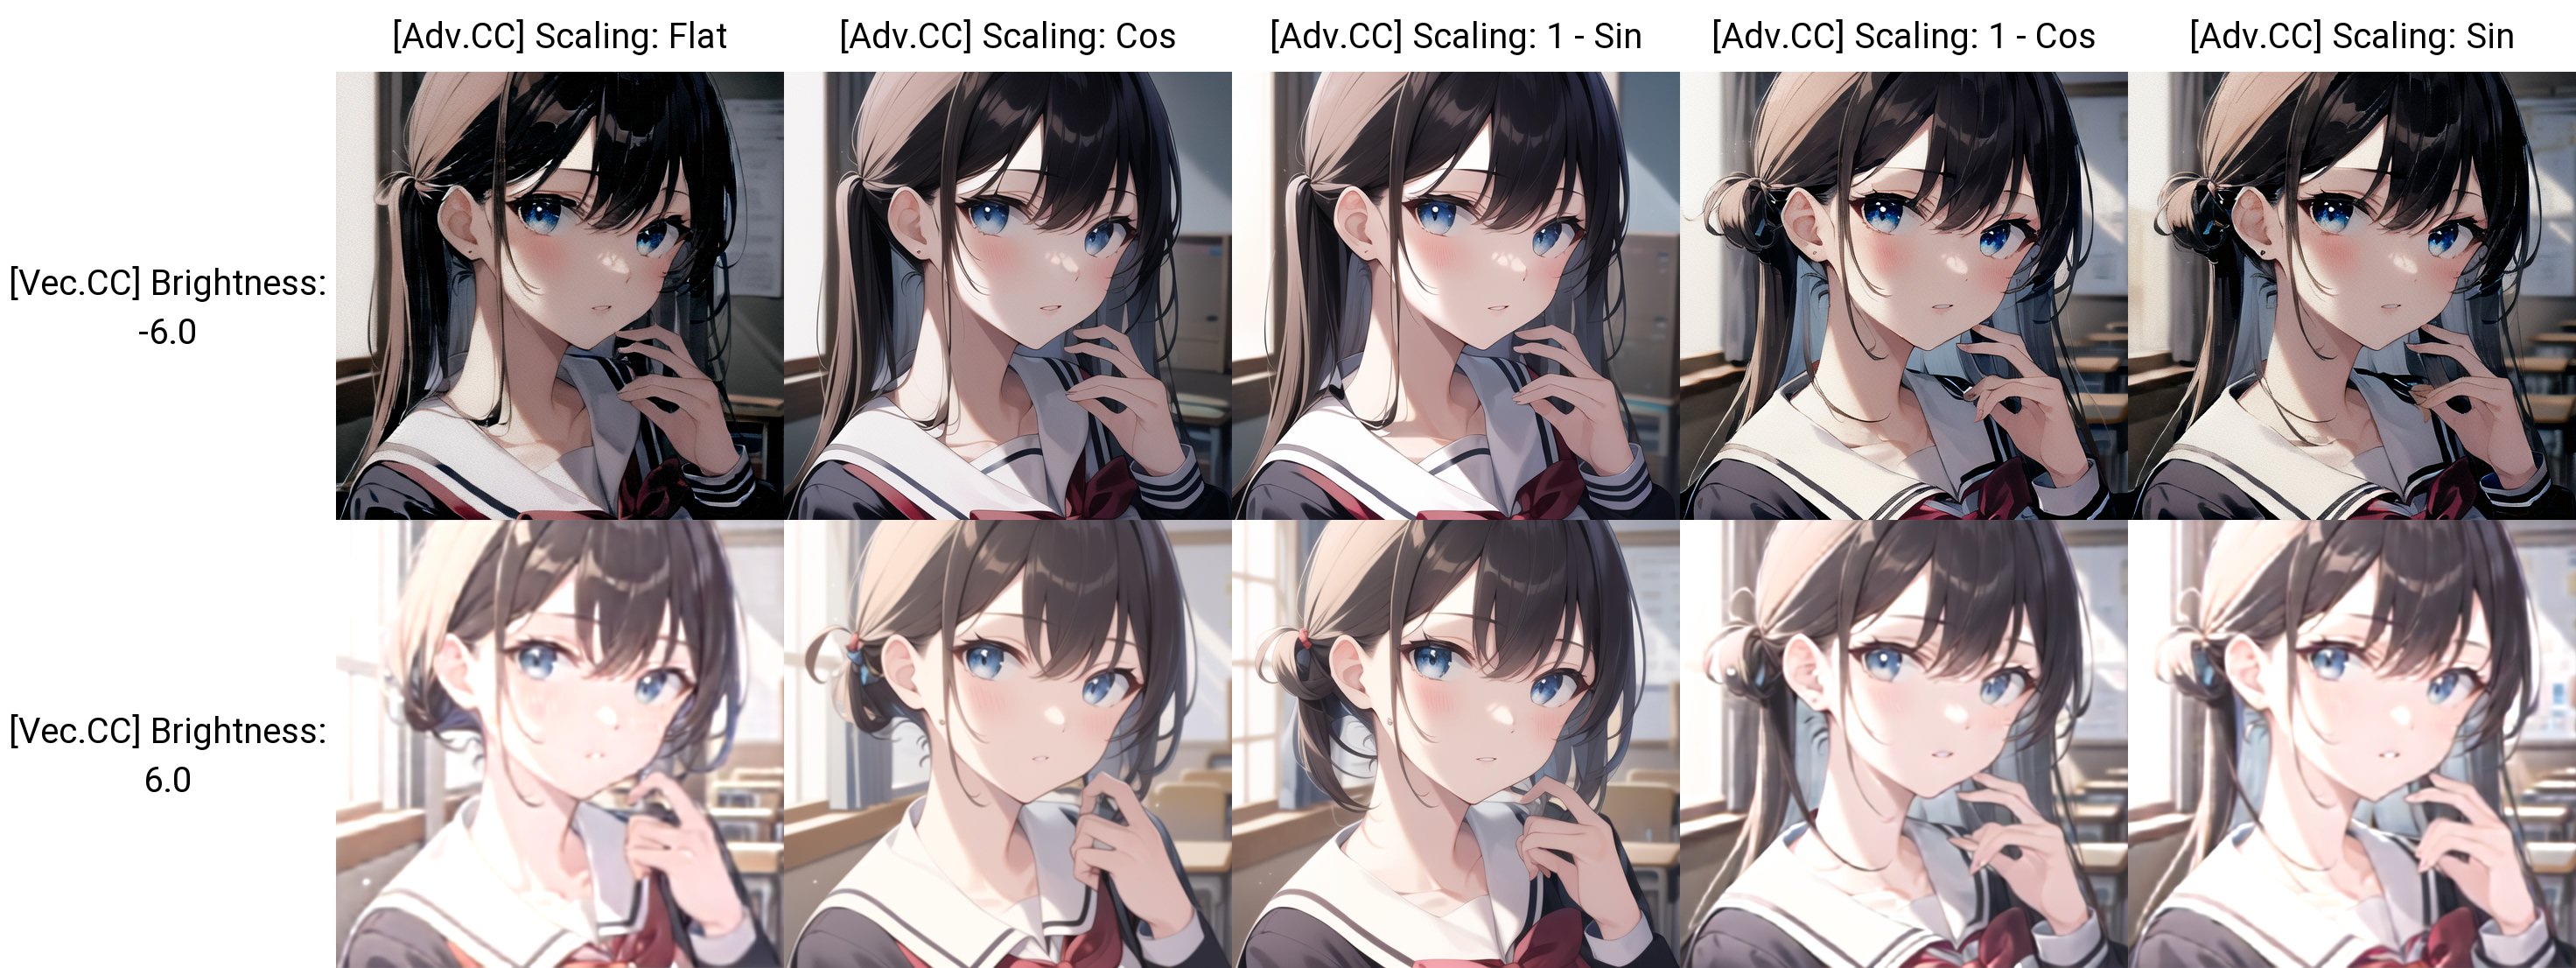 [Adv.CC] Scaling: Flat
[Adv.CC] Scaling: Cos
[Adv.CC] Scaling: 1 - Sin
[Adv.CC] Scaling: 1 - Cos
[Adv.CC] Scaling: Sin
[Vec.CC] Brightness:
-6.0
[Vec.CC] Brightness:
6.0